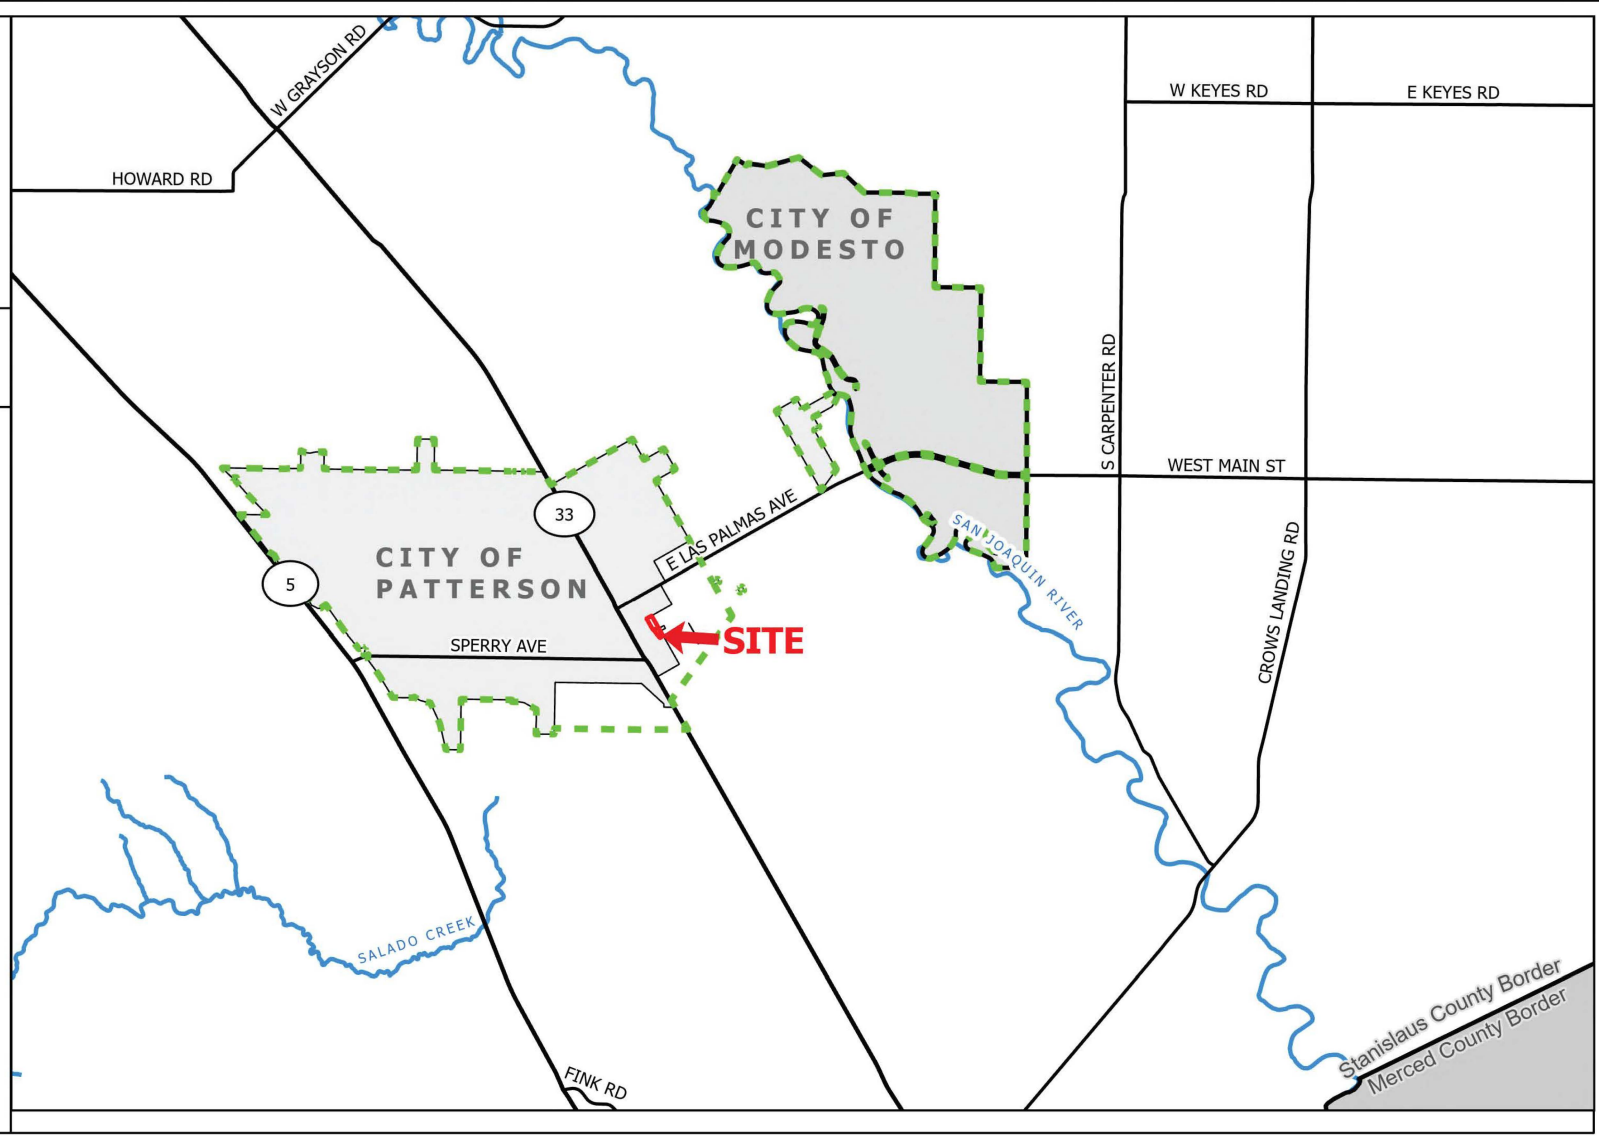 W GRAYSON RD
W KEYES RD
E KEYES RD
HOWARD RD
CITY OF
MODESTO
S CARPENTER RD
WEST MAIN ST
33
E LAS PALMAS AVE
SAN JOAQUIN RIVER
CROWS LANDING RD
CITY OF
PATTERSON
5
SITE
SPERRY AVE
SALADO CREEK
Stanislaus County Border
Merced County Border
FINK RD